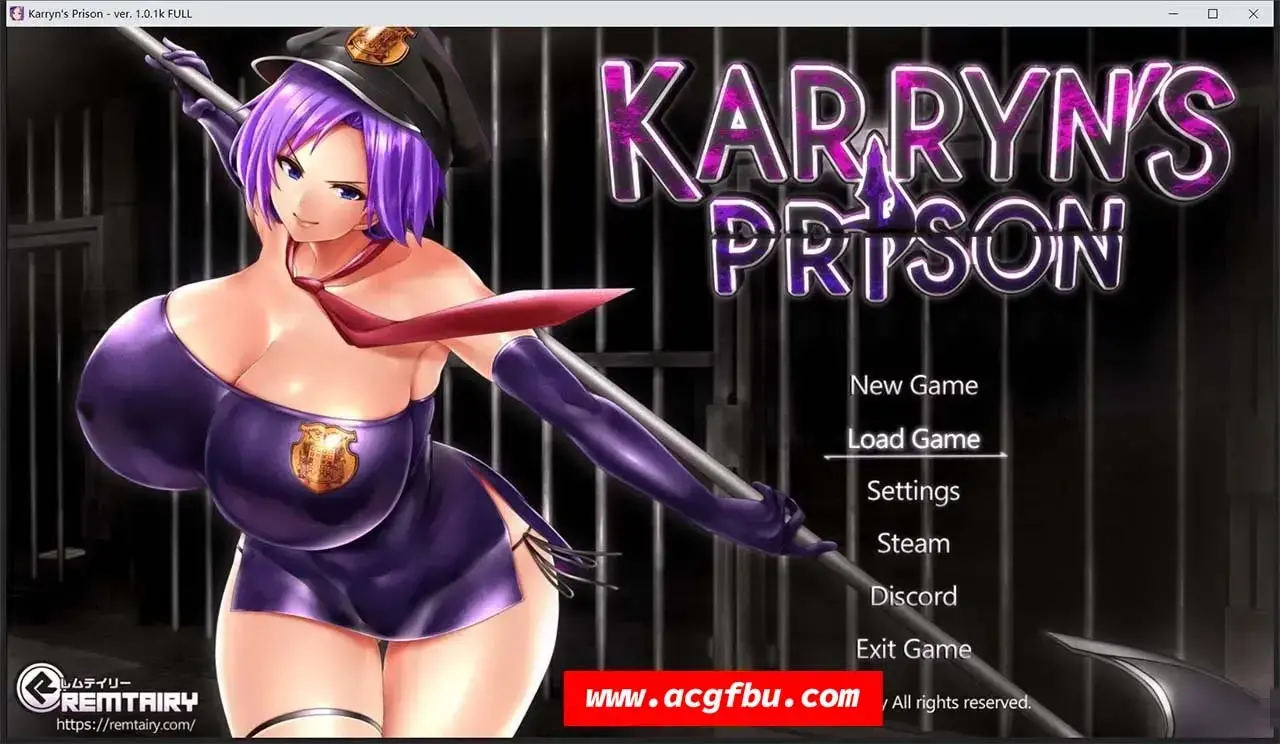 Karryn's Prison - ver. 1.0.1k FULL
KARRYN'S
PRISON
New Game
Load Game
Settings
Steam
Discord
Exit Game
レムテイリー
REMTAIRY
https://remtairy.com/
www.acgfbu.com
y All rights reserved.